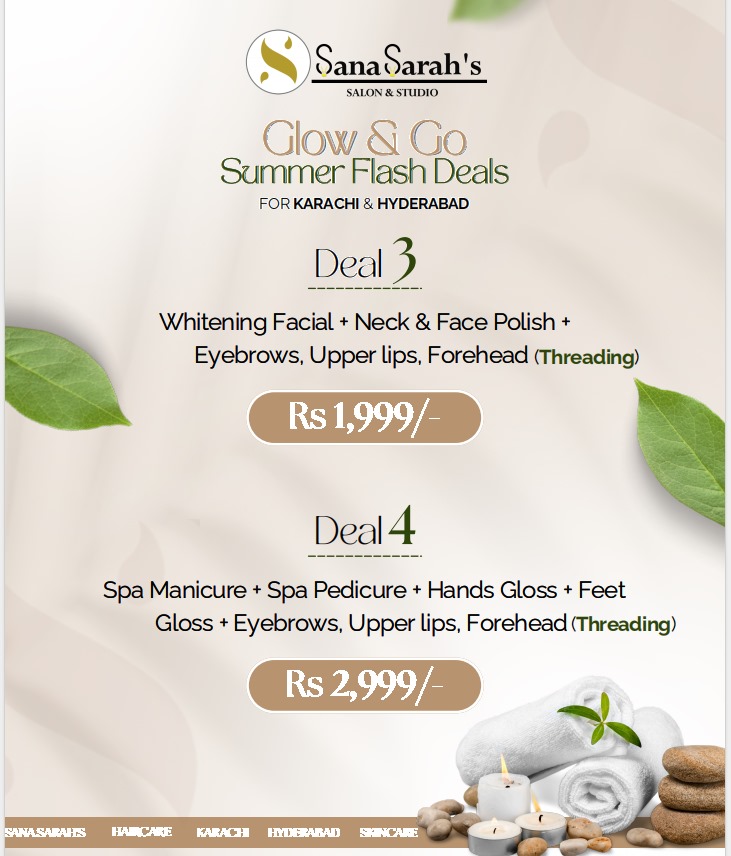 Sana Sarah's
SALON & STUDIO
Glow & Go
Summer Flash Deals
FOR KARACHI & HYDERABAD
Deal 3
Whitening Facial + Neck & Face Polish +
Eyebrows, Upper lips, Forehead (Threading)
Rs 1,999/-
Deal 4
Spa Manicure + Spa Pedicure + Hands Gloss + Feet
Gloss + Eyebrows, Upper lips, Forehead (Threading)
Rs 2,999/-
SANA SARAH'S HAIRCARE KARACHI HYDERABAD SKINCARE